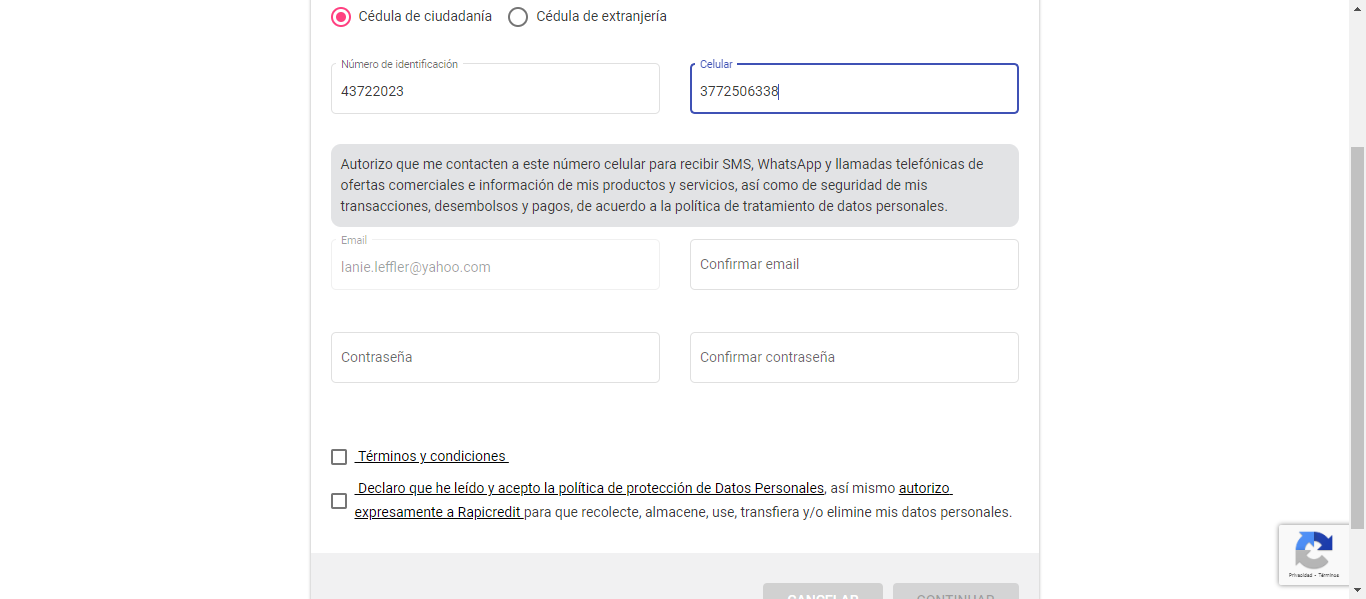 Cédula de ciudadanía Cédula de extranjería
Número de identificación Celular
43722023 3772506338
Autorizo que me contacten a este número celular para recibir SMS, WhatsApp y llamadas telefónicas de
ofertas comerciales e información de mis productos y servicios, así como de seguridad de mis
transacciones, desembolsos y pagos, de acuerdo a la política de tratamiento de datos personales.
Email
lanie.leffler@yahoo.com Confirmar email
Contraseña Confirmar contraseña
Términos y condiciones
Declaro que he leído y acepto la política de protección de Datos Personales, así mismo autorizo
expresamente a Rapicredit para que recolecte, almacene, use, transfiera y/o elimine mis datos personales.
Privacidad - Términos
CANCELAR CONTINUAR